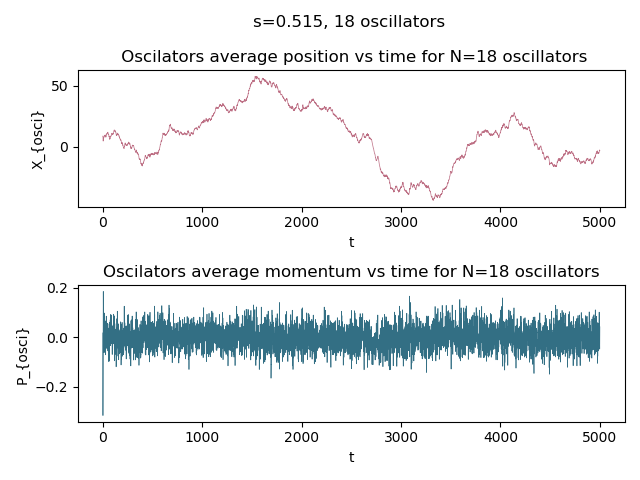 s=0.515, 18 oscillators
Oscilators average position vs time for N=18 oscillators
50
0
X_{osci}
0 1000 2000 3000 4000 5000
t
Oscilators average momentum vs time for N=18 oscillators
0.2
0.0
−0.2
P_{osci}
0 1000 2000 3000 4000 5000
t